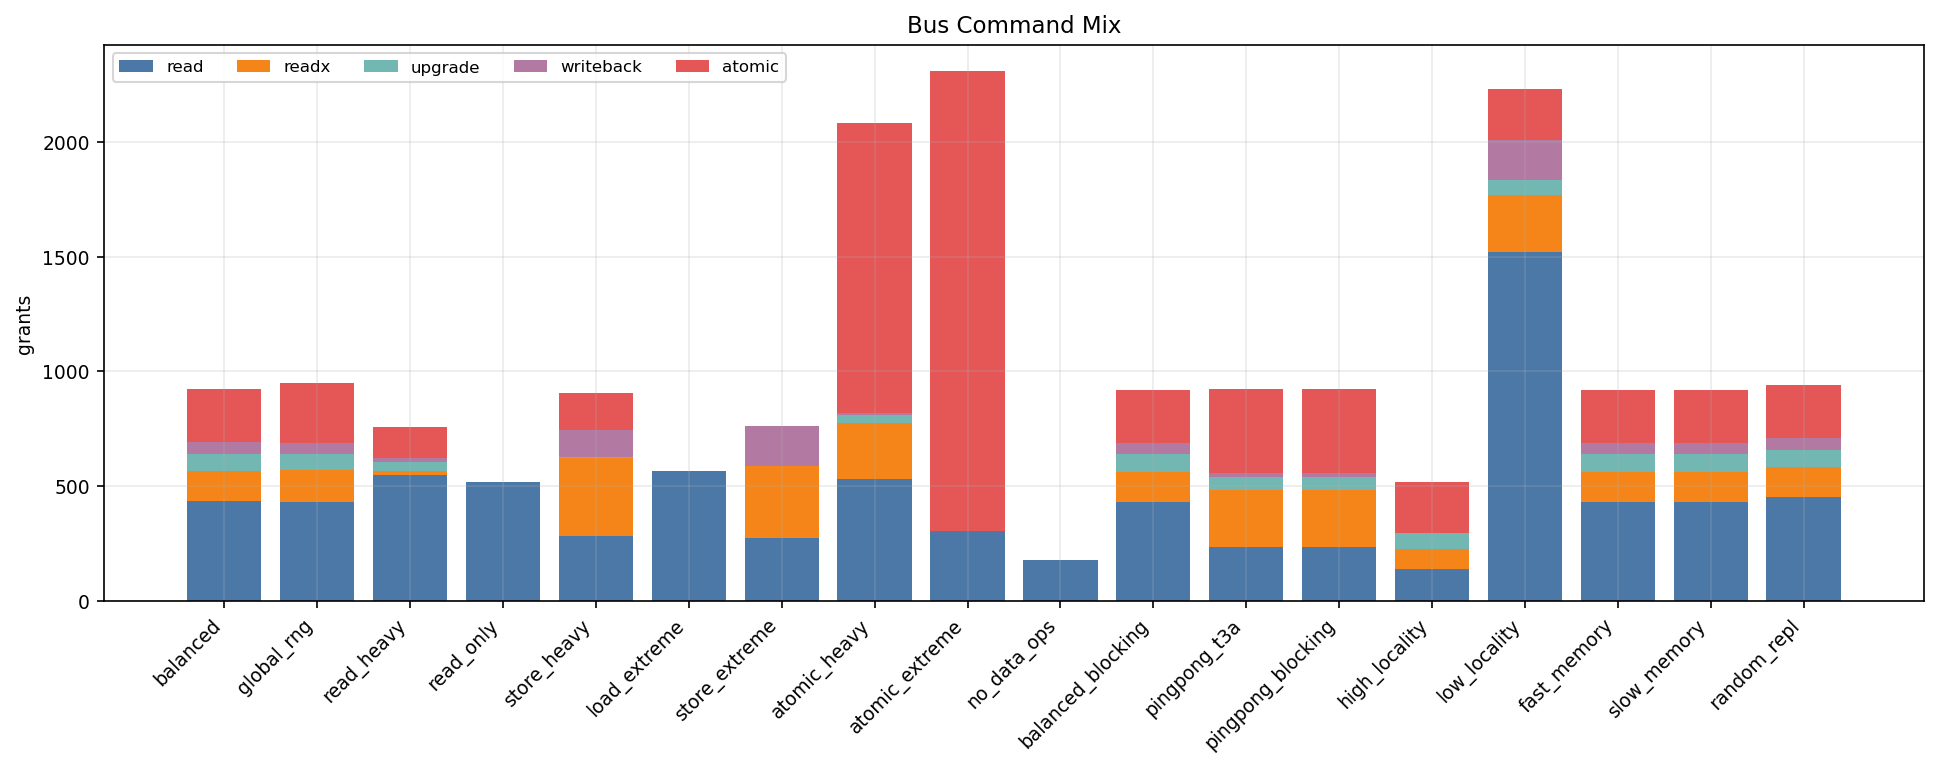 Bus Command Mix
read readx upgrade writeback atomic
grants
2000
1500
1000
500
0
balanced
global_rng
read_heavy
read_only
store_heavy
load_extreme
store_extreme
atomic_heavy
atomic_extreme
no_data_ops
balanced_blocking
pingpong_t3a
pingpong_blocking
high_locality
low_locality
fast_memory
slow_memory
random_repl